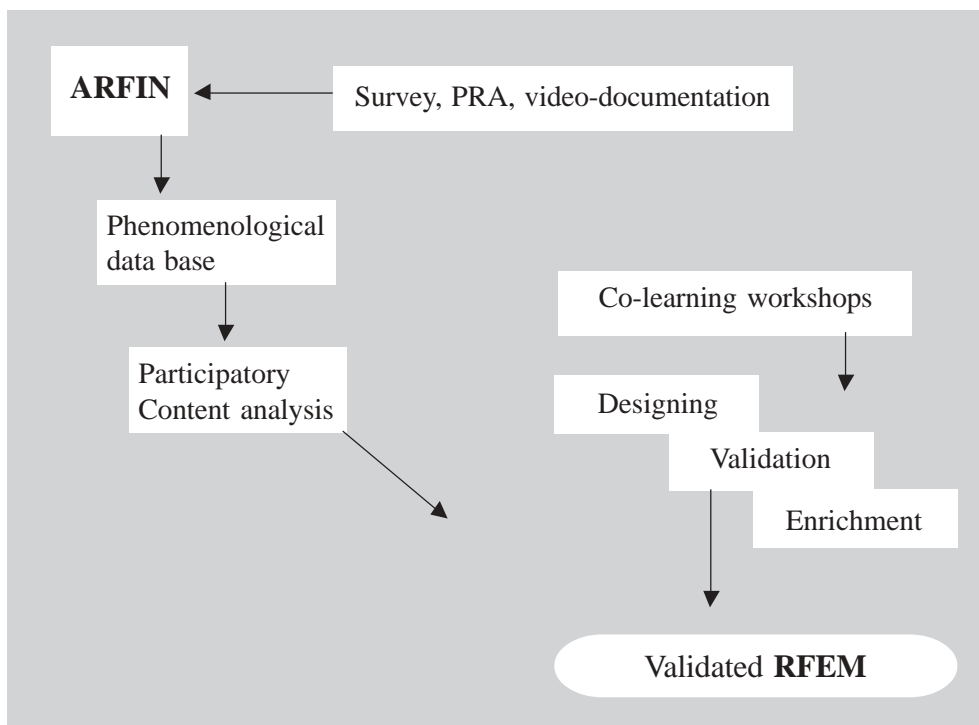 ARFIN
Survey, PRA, video-documentation
Phenomenological
data base
Participatory
Content analysis
Co-learning workshops
Designing
Validation
Enrichment
Validated RFEM